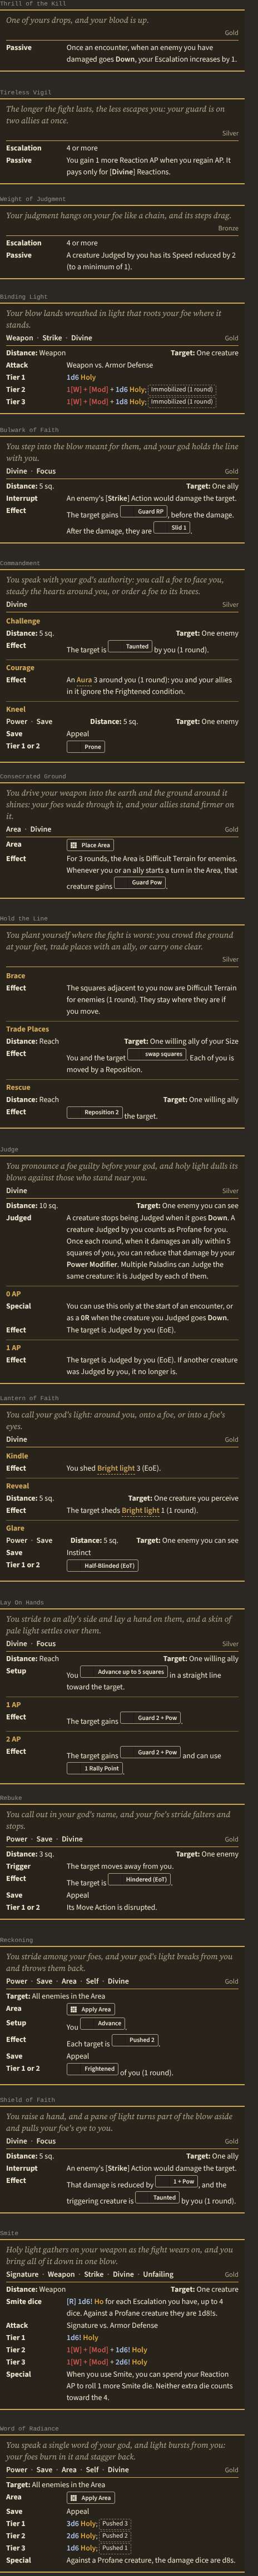 Thrill of the Kill
One of yours drops, and your blood is up.
Gold
Passive Once an encounter, when an enemy you have
damaged goes Down, your Escalation increases by 1.
Tireless Vigil
The longer the fight lasts, the less escapes you: your guard is on
two allies at once.
Silver
Escalation 4 or more
Passive You gain 1 more Reaction AP when you regain AP. It
pays only for [Divine] Reactions.
Weight of Judgment
Your judgment hangs on your foe like a chain, and its steps drag.
Bronze
Escalation 4 or more
Passive A creature Judged by you has its Speed reduced by 2
(to a minimum of 1).
Binding Light
Your blow lands wreathed in light that roots your foe where it
stands.
Weapon · Strike · Divine Gold
Distance: Weapon Target: One creature
Attack Weapon vs. Armor Defense
Tier 1 1d6 Holy
Tier 2 1[W] + [Mod] + 1d6 Holy; Immobilized (1 round)
Tier 3 1[W] + [Mod] + 1d8 Holy; Immobilized (1 round)
Bulwark of Faith
You step into the blow meant for them, and your god holds the line
with you.
Divine · Focus Gold
Distance: 5 sq. Target: One ally
Interrupt An enemy's [Strike] Action would damage the target.
Effect The target gains Guard RP, before the damage.
After the damage, they are Slid 1.
Commandment
You speak with your god's authority: you call a foe to face you,
steady the hearts around you, or order a foe to its knees.
Divine Silver
Challenge
Distance: 5 sq. Target: One enemy
Effect The target is Taunted by you (1 round).
Courage
Effect An Aura 3 around you (1 round): you and your allies
in it ignore the Frightened condition.
Kneel
Power · Save Distance: 5 sq. Target: One enemy
Save Appeal
Tier 1 or 2 Prone
Consecrated Ground
You drive your weapon into the earth and the ground around it
shines: your foes wade through it, and your allies stand firmer on
it.
Area · Divine Gold
Area Place Area
Effect For 3 rounds, the Area is Difficult Terrain for enemies.
Whenever you or an ally starts a turn in the Area, that
creature gains Guard Pow.
Hold the Line
You plant yourself where the fight is worst: you crowd the ground
at your feet, trade places with an ally, or carry one clear.
Silver
Brace
Effect The squares adjacent to you now are Difficult Terrain
for enemies (1 round). They stay where they are if
you move.
Trade Places
Distance: Reach Target: One willing ally of your Size
Effect You and the target swap squares. Each of you is
moved by a Reposition.
Rescue
Distance: Reach Target: One willing ally
Effect Reposition 2 the target.
Judge
You pronounce a foe guilty before your god, and holy light dulls its
blows against those who stand near you.
Divine Silver
Distance: 10 sq. Target: One enemy you can see
Judged A creature stops being Judged when it goes Down. A
creature Judged by you counts as Profane for you.
Once each round, when it damages an ally within 5
squares of you, you can reduce that damage by your
Power Modifier. Multiple Paladins can Judge the
same creature: it is Judged by each of them.
0 AP
Special You can use this only at the start of an encounter, or
as a 0R when the creature you Judged goes Down.
Effect The target is Judged by you (EoE).
1 AP
Effect The target is Judged by you (EoE). If another creature
was Judged by you, it no longer is.
Lantern of Faith
You call your god's light: around you, onto a foe, or into a foe's
eyes.
Divine Gold
Kindle
Effect You shed Bright light 3 (EoE).
Reveal
Distance: 5 sq. Target: One creature you perceive
Effect The target sheds Bright light 1 (1 round).
Glare
Power · Save Distance: 5 sq. Target: One enemy you can see
Save Instinct
Tier 1 or 2 Half-Blinded (EoT)
Lay On Hands
You stride to an ally's side and lay a hand on them, and a skin of
pale light settles over them.
Divine · Focus Silver
Distance: Reach Target: One willing ally
Setup You Advance up to 5 squares in a straight line
toward the target.
1 AP
Effect The target gains Guard 2 + Pow.
2 AP
Effect The target gains Guard 2 + Pow and can use
1 Rally Point.
Rebuke
You call out in your god's name, and your foe's stride falters and
stops.
Power · Save · Divine Gold
Distance: 3 sq. Target: One enemy
Trigger The target moves away from you.
Effect The target is Hindered (EoT).
Save Appeal
Tier 1 or 2 Its Move Action is disrupted.
Reckoning
You stride among your foes, and your god's light breaks from you
and throws them back.
Power · Save · Area · Self · Divine Gold
Target: All enemies in the Area
Area Apply Area
Setup You Advance.
Effect Each target is Pushed 2.
Save Appeal
Tier 1 or 2 Frightened of you (1 round).
Shield of Faith
You raise a hand, and a pane of light turns part of the blow aside
and pulls your foe's eye to you.
Divine · Focus Gold
Distance: 5 sq. Target: One ally
Interrupt An enemy's [Strike] Action would damage the target.
Effect That damage is reduced by 1 + Pow, and the
triggering creature is Taunted by you (1 round).
Smite
Holy light gathers on your weapon as the fight wears on, and you
bring all of it down in one blow.
Signature · Weapon · Strike · Divine · Unfailing Gold
Distance: Weapon Target: One creature
Smite dice [R] 1d6! Ho for each Escalation you have, up to 4
dice. Against a Profane creature they are 1d8!s.
Attack Signature vs. Armor Defense
Tier 1 1d6! Holy
Tier 2 1[W] + [Mod] + 1d6! Holy
Tier 3 1[W] + [Mod] + 2d6! Holy
Special When you use Smite, you can spend your Reaction
AP to roll 1 more Smite die. Neither extra die counts
toward the 4.
Word of Radiance
You speak a single word of your god, and light bursts from you:
your foes burn in it and stagger back.
Power · Save · Area · Self · Divine Gold
Target: All enemies in the Area
Area Apply Area
Save Appeal
Tier 1 3d6 Holy; Pushed 3
Tier 2 2d6 Holy; Pushed 2
Tier 3 1d6 Holy; Pushed 1
Special Against a Profane creature, the damage dice are d8s.